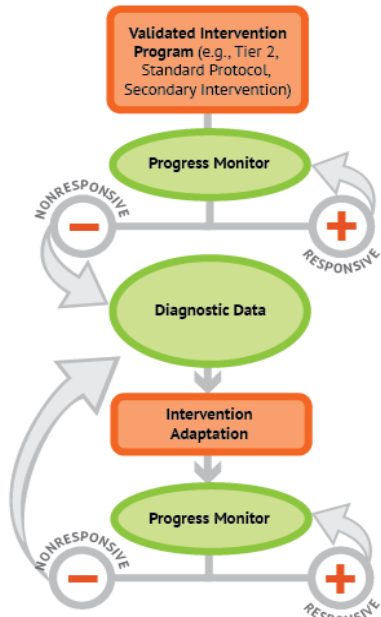 Validated Intervention
Program (e.g., Tier 2,
Standard Protocol,
Secondary Intervention)
Progress Monitor
NONRESPONSIVE
−
+
RESPONSIVE
Diagnostic Data
Intervention
Adaptation
Progress Monitor
NONRESPONSIVE
−
+
RESPONSIVE